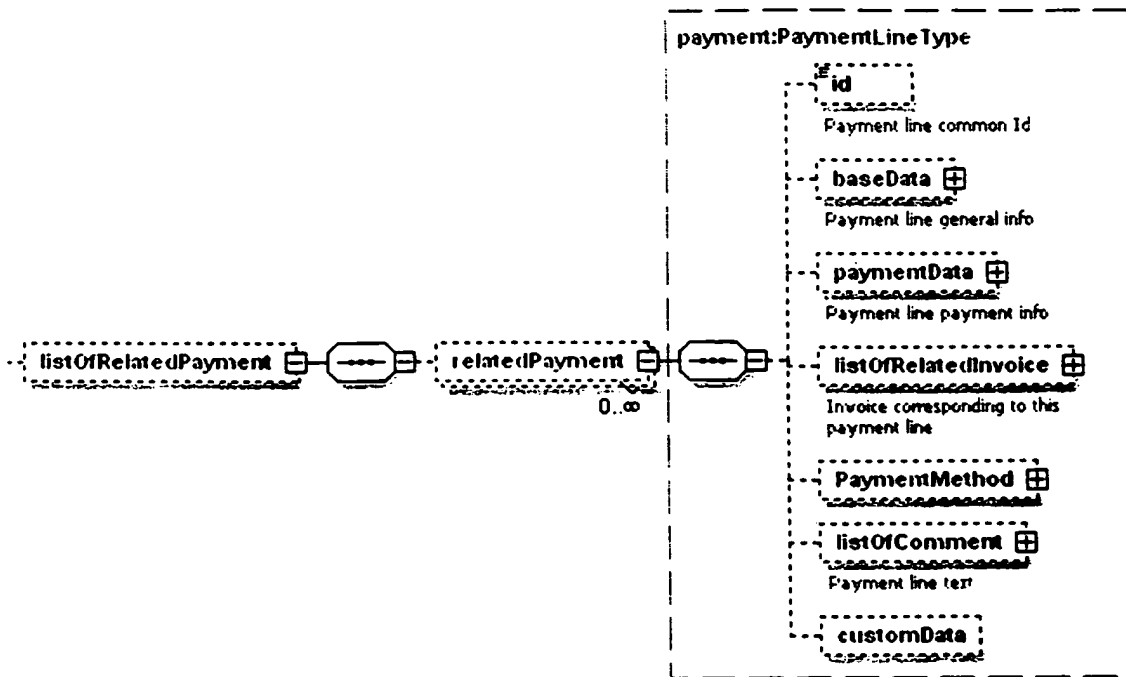 payment:PaymentLineType
id
Payment line common Id
baseData
Payment line general info
paymentData
Payment line payment info
listOfRelatedPayment
relatedPayment
0..∞
listOfRelatedInvoice
Invoice corresponding to this
payment line
PaymentMethod
listOfComment
Payment line text
customData